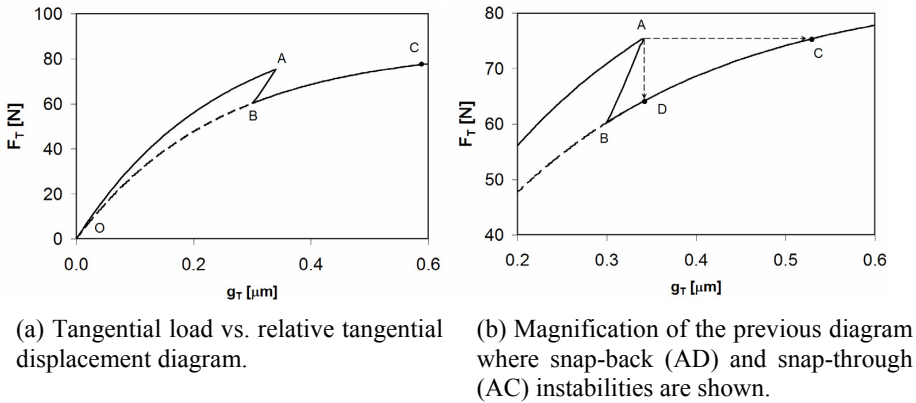 100
80
60
40
20
0
F_T [N]
A
C
B
O
0.0
0.2
0.4
0.6
g_T [μm]
(a) Tangential load vs. relative tangential
displacement diagram.
80
70
60
50
40
F_T [N]
A
C
D
B
0.2
0.3
0.4
0.5
0.6
g_T [μm]
(b) Magnification of the previous diagram
where snap-back (AD) and snap-through
(AC) instabilities are shown.